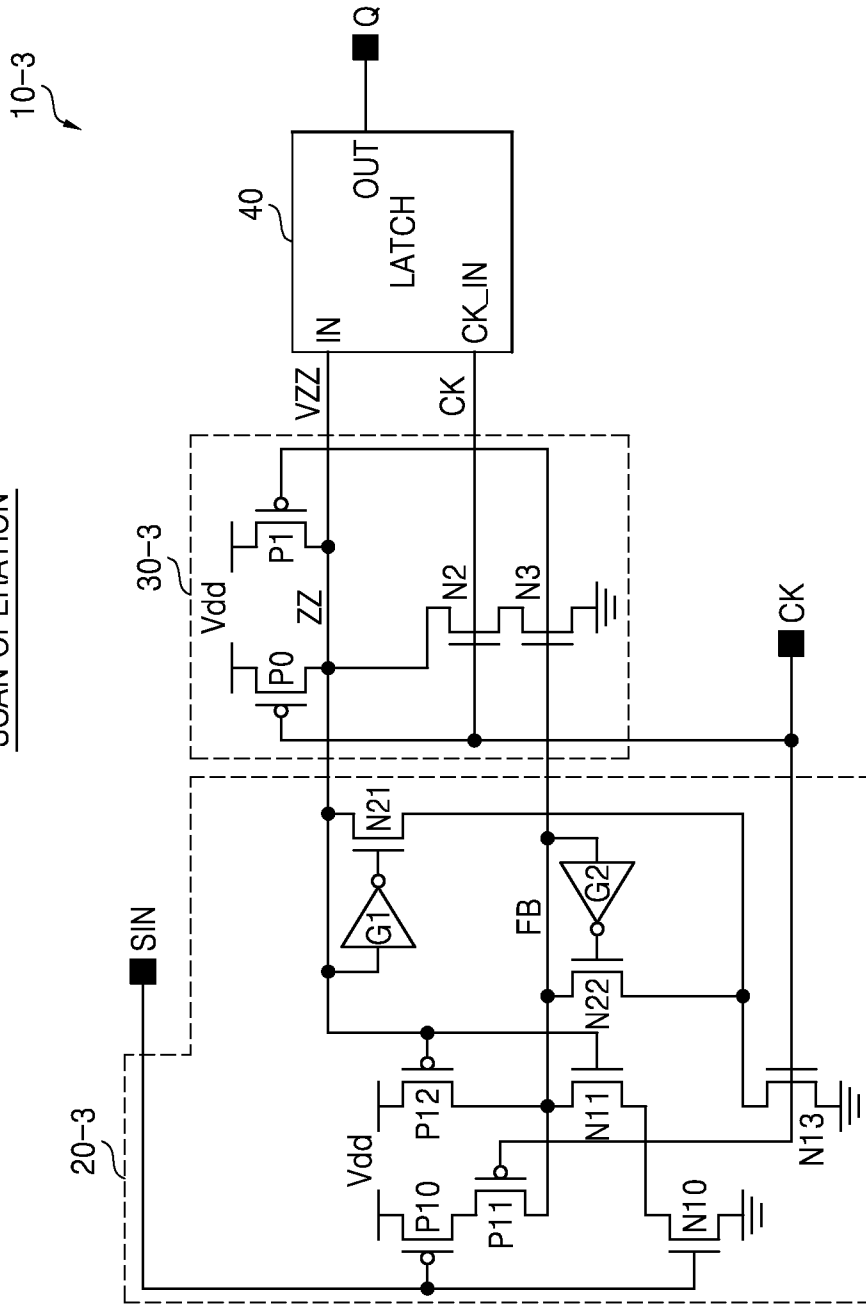 SCAN OPERATION
10-3
20-3
30-3
40
SIN
Vdd
P10
P11
P12
N10
N11
N13
N22
N21
G1
G2
FB
Vdd
P0
P1
ZZ
N2
N3
VZZ
CK
IN
CK_IN
LATCH
OUT
Q
CK